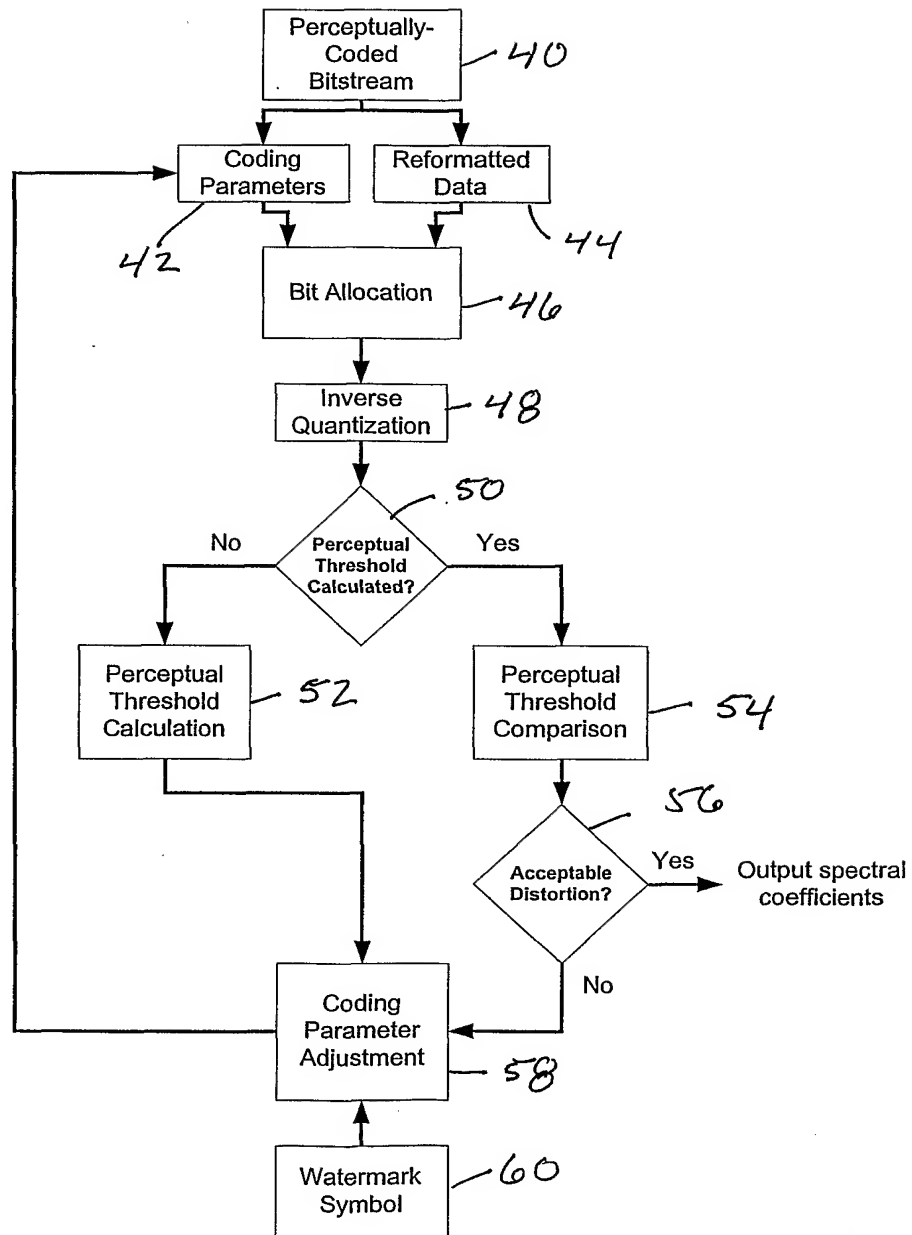 Perceptually-
Coded
Bitstream
40
Coding
Parameters
Reformatted
Data
42
44
Bit Allocation
46
Inverse
Quantization
48
50
No
Perceptual
Threshold
Calculated?
Yes
Perceptual
Threshold
Calculation
52
Perceptual
Threshold
Comparison
54
56
Acceptable
Distortion?
Yes
Output spectral
coefficients
No
Coding
Parameter
Adjustment
58
Watermark
Symbol
60